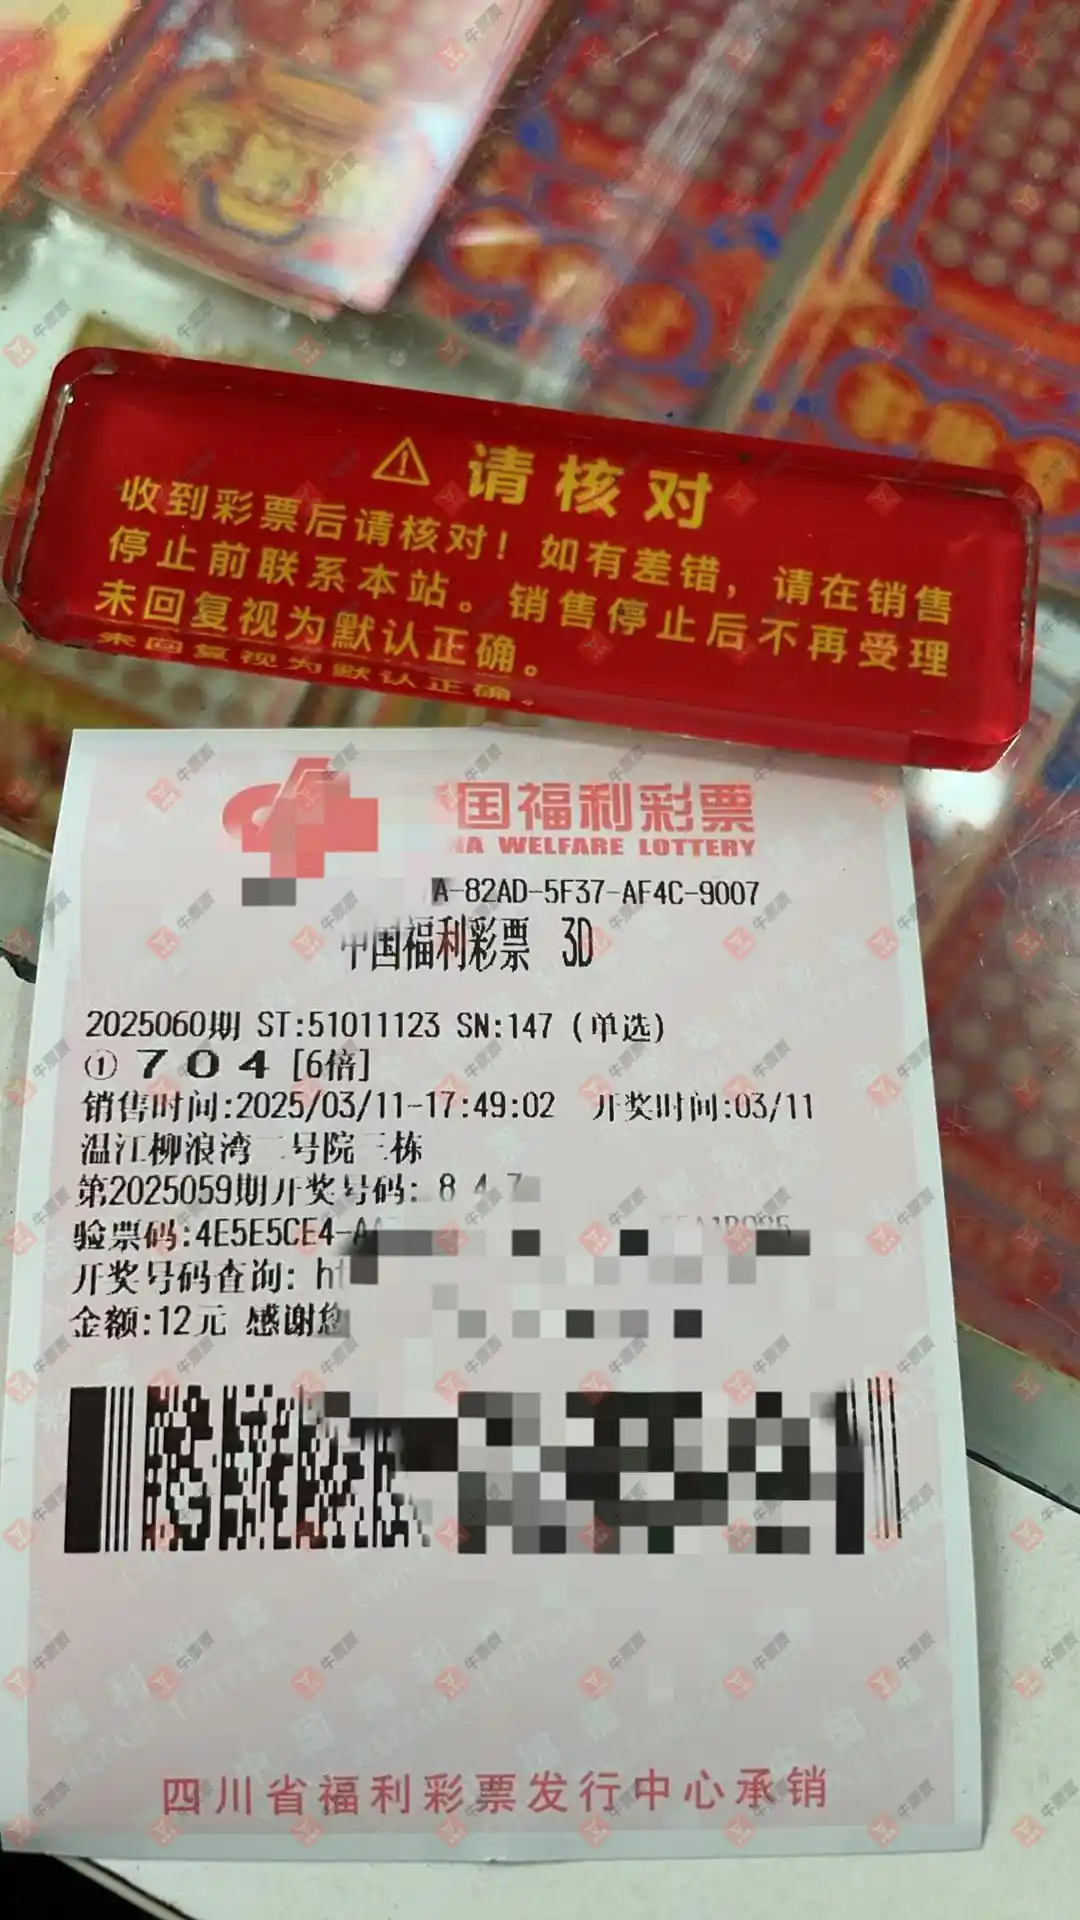 ⚠ 请核对
收到彩票后请核对！如有差错，请在销售
停止前联系本站。销售停止后不再受理
未回复视为默认正确。
国福利彩票
NA WELFARE LOTTERY
A-82AD-5F37-AF4C-9007
中国福利彩票 3D
2025060期 ST:51011123 SN:147 (单选)
① 7 0 4 [6倍]
销售时间:2025/03/11-17:49:02 开奖时间:03/11
温江柳浪湾二号院三栋
第2025059期开奖号码: 8 4 7
验票码:4E5E5CE4-A
开奖号码查询: ht
金额:12元 感谢您
四川省福利彩票发行中心承销
牛票票